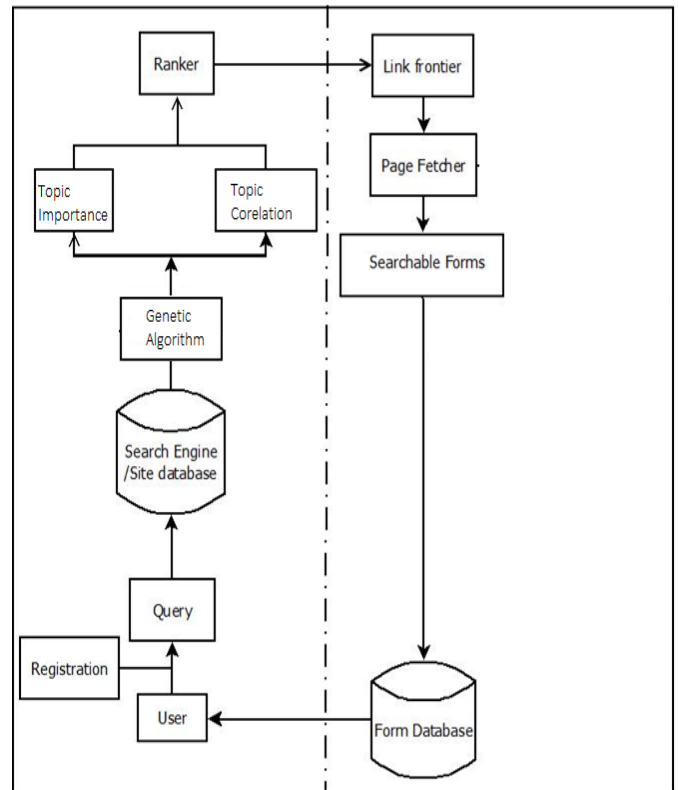 Ranker
Link frontier
Page Fetcher
Topic
Importance
Topic
Corelation
Searchable Forms
Genetic
Algorithm
Search Engine
/Site database
Query
Registration
User
Form Database